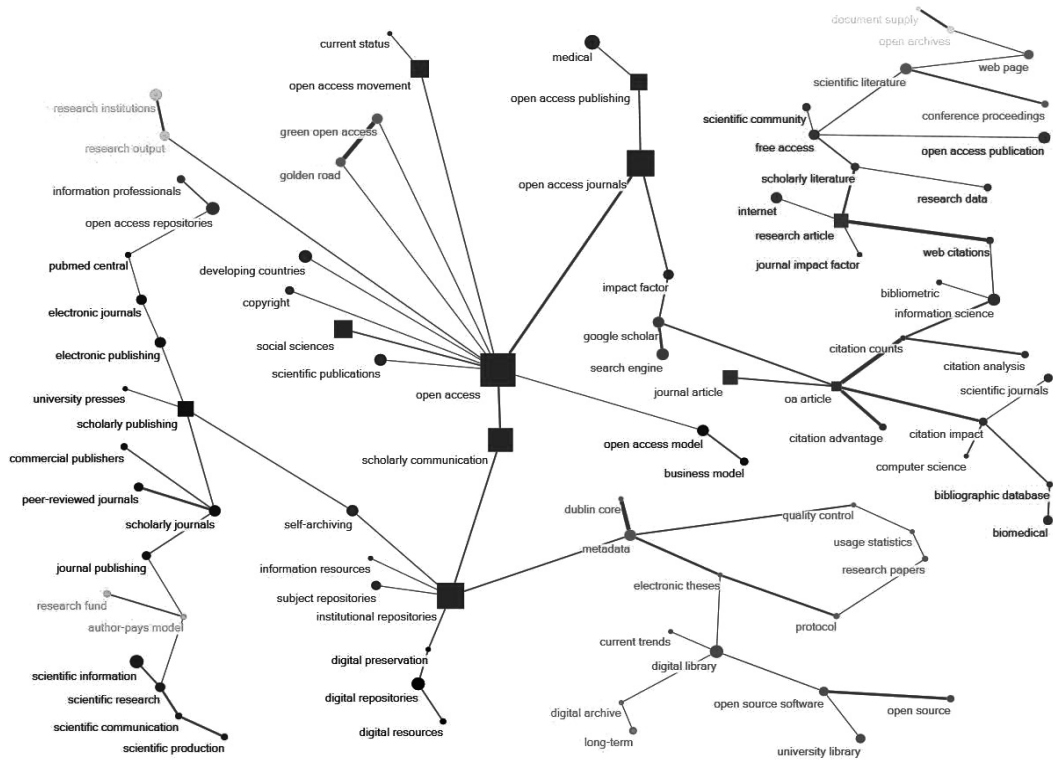 document supply
open archives
current status
medical
web page
open access movement
scientific literature
open access publishing
research institutions
conference proceedings
scientific community
green open access
research output
free access
open access publication
golden road
open access journals
scholarly literature
information professionals
research data
internet
open access repositories
research article
web citations
pubmed central
journal impact factor
developing countries
impact factor
bibliometric
copyright
information science
electronic journals
google scholar
social sciences
citation counts
electronic publishing
scientific publications
search engine
citation analysis
open access
journal article
oa article
scientific journals
university presses
scholarly publishing
citation advantage
citation impact
open access model
commercial publishers
scholarly communication
computer science
business model
peer-reviewed journals
bibliographic database
dublin core
quality control
scholarly journals
self-archiving
biomedical
metadata
usage statistics
journal publishing
information resources
research papers
electronic theses
subject repositories
research fund
institutional repositories
author-pays model
protocol
current trends
digital preservation
digital library
scientific information
digital repositories
scientific research
open source software
open source
digital archive
scientific communication
digital resources
long-term
scientific production
university library